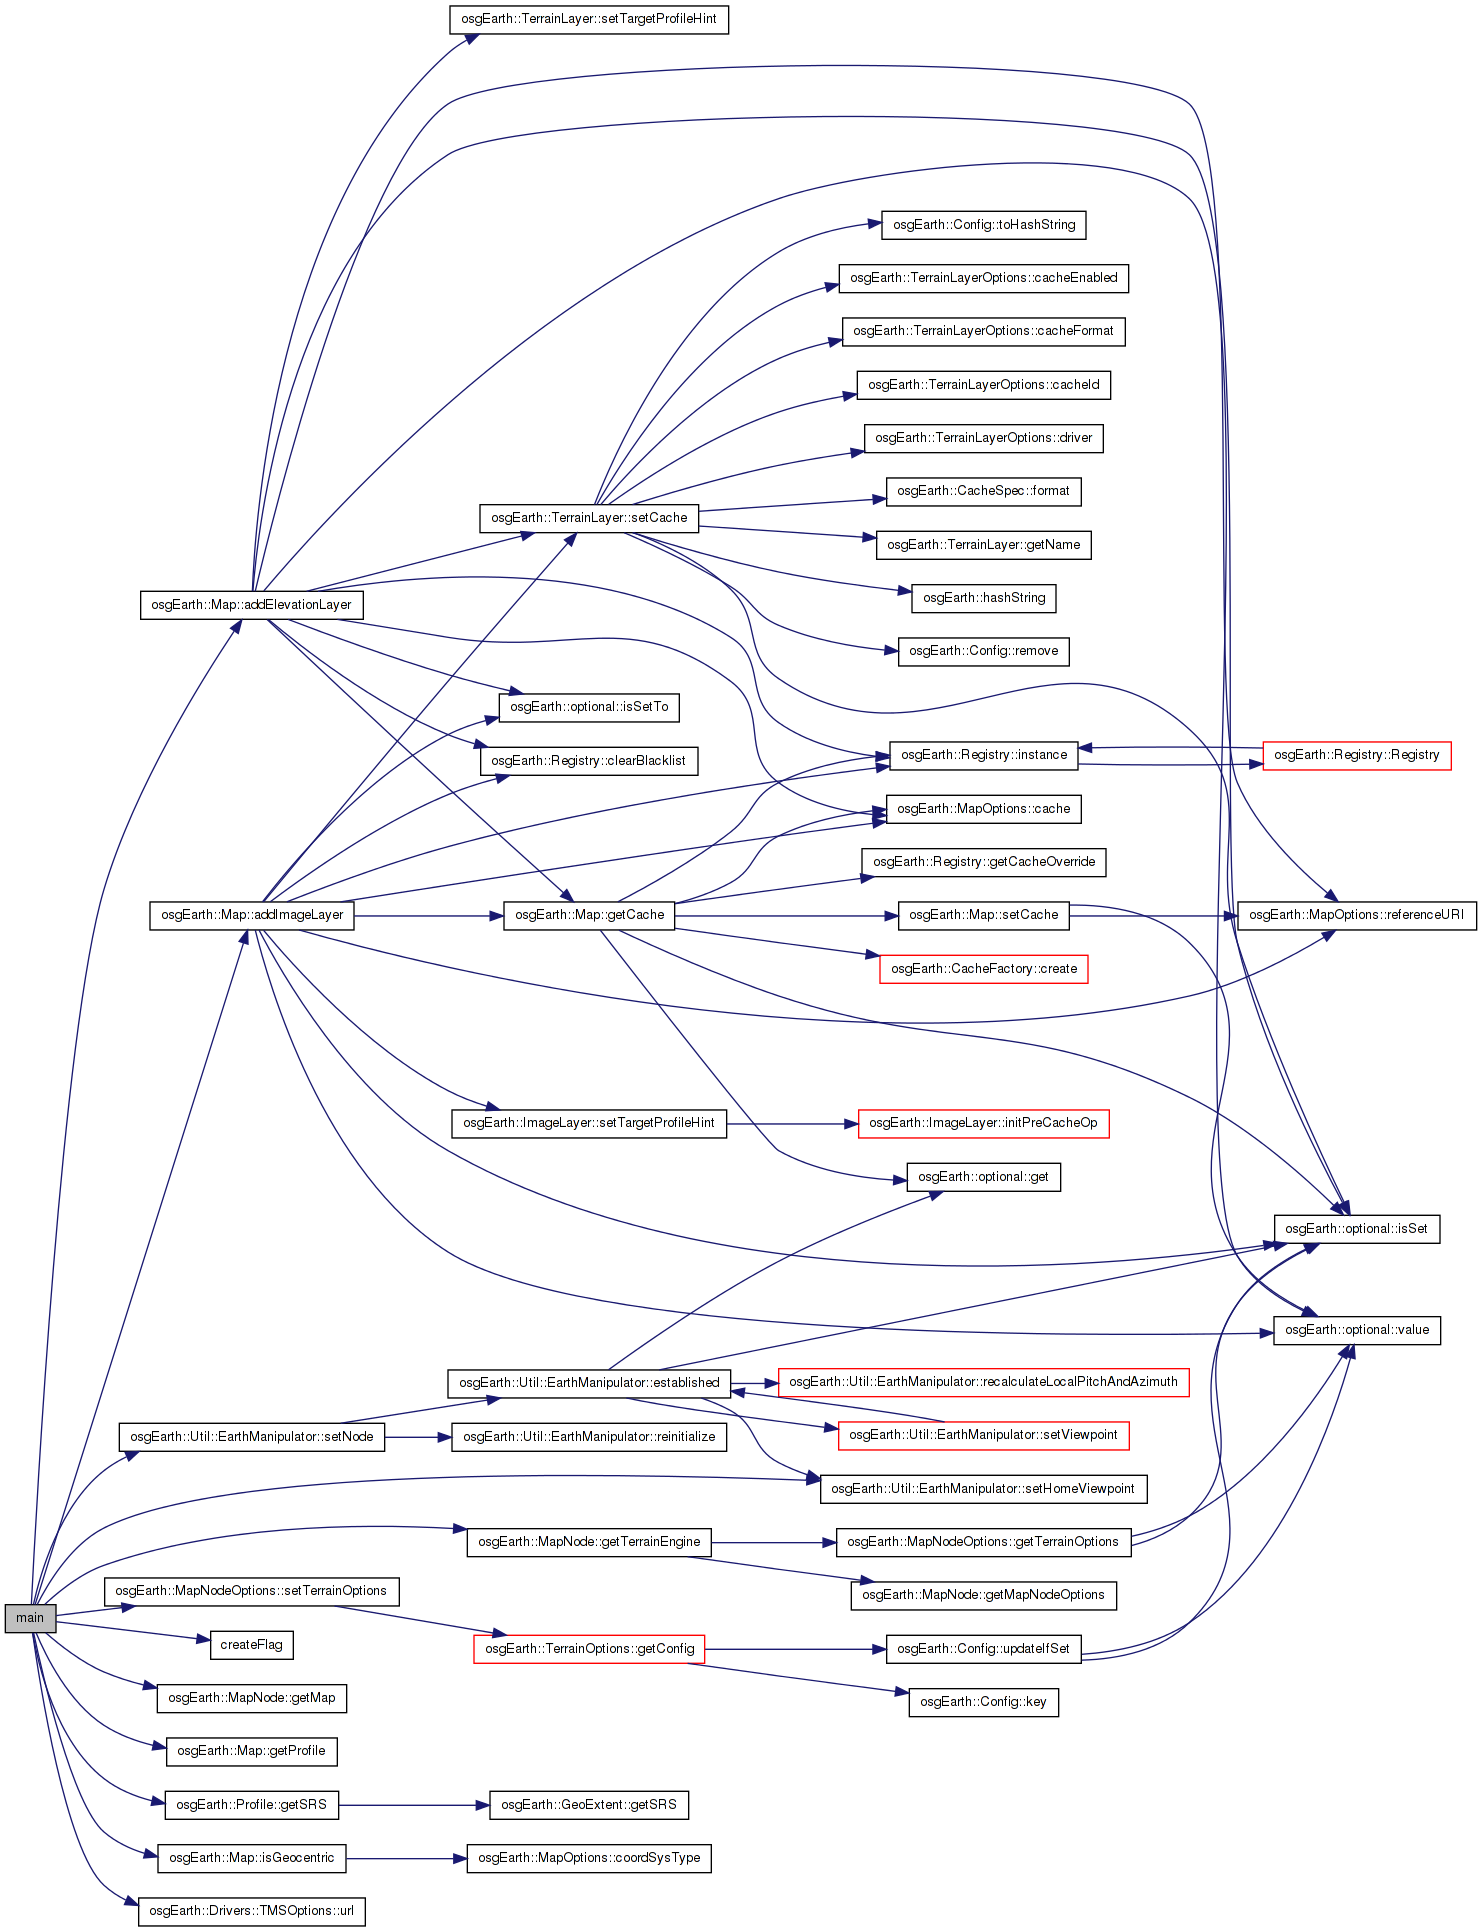 osgEarth::TerrainLayer::setTargetProfileHint
osgEarth::Config::toHashString
osgEarth::TerrainLayerOptions::cacheEnabled
osgEarth::TerrainLayerOptions::cacheFormat
osgEarth::TerrainLayerOptions::cacheId
osgEarth::TerrainLayerOptions::driver
osgEarth::CacheSpec::format
osgEarth::TerrainLayer::setCache
osgEarth::TerrainLayer::getName
osgEarth::hashString
osgEarth::Map::addElevationLayer
osgEarth::Config::remove
osgEarth::optional::isSetTo
osgEarth::Registry::clearBlacklist
osgEarth::Registry::instance
osgEarth::Registry::Registry
osgEarth::MapOptions::cache
osgEarth::Registry::getCacheOverride
osgEarth::Map::addImageLayer
osgEarth::Map::getCache
osgEarth::Map::setCache
osgEarth::MapOptions::referenceURI
osgEarth::CacheFactory::create
osgEarth::ImageLayer::setTargetProfileHint
osgEarth::ImageLayer::initPreCacheOp
osgEarth::optional::get
osgEarth::optional::isSet
osgEarth::optional::value
osgEarth::Util::EarthManipulator::established
osgEarth::Util::EarthManipulator::recalculateLocalPitchAndAzimuth
osgEarth::Util::EarthManipulator::setNode
osgEarth::Util::EarthManipulator::reinitialize
osgEarth::Util::EarthManipulator::setViewpoint
osgEarth::Util::EarthManipulator::setHomeViewpoint
osgEarth::MapNode::getTerrainEngine
osgEarth::MapNodeOptions::getTerrainOptions
osgEarth::MapNodeOptions::setTerrainOptions
osgEarth::MapNode::getMapNodeOptions
main
createFlag
osgEarth::TerrainOptions::getConfig
osgEarth::Config::updateIfSet
osgEarth::MapNode::getMap
osgEarth::Config::key
osgEarth::Map::getProfile
osgEarth::Profile::getSRS
osgEarth::GeoExtent::getSRS
osgEarth::Map::isGeocentric
osgEarth::MapOptions::coordSysType
osgEarth::Drivers::TMSOptions::url